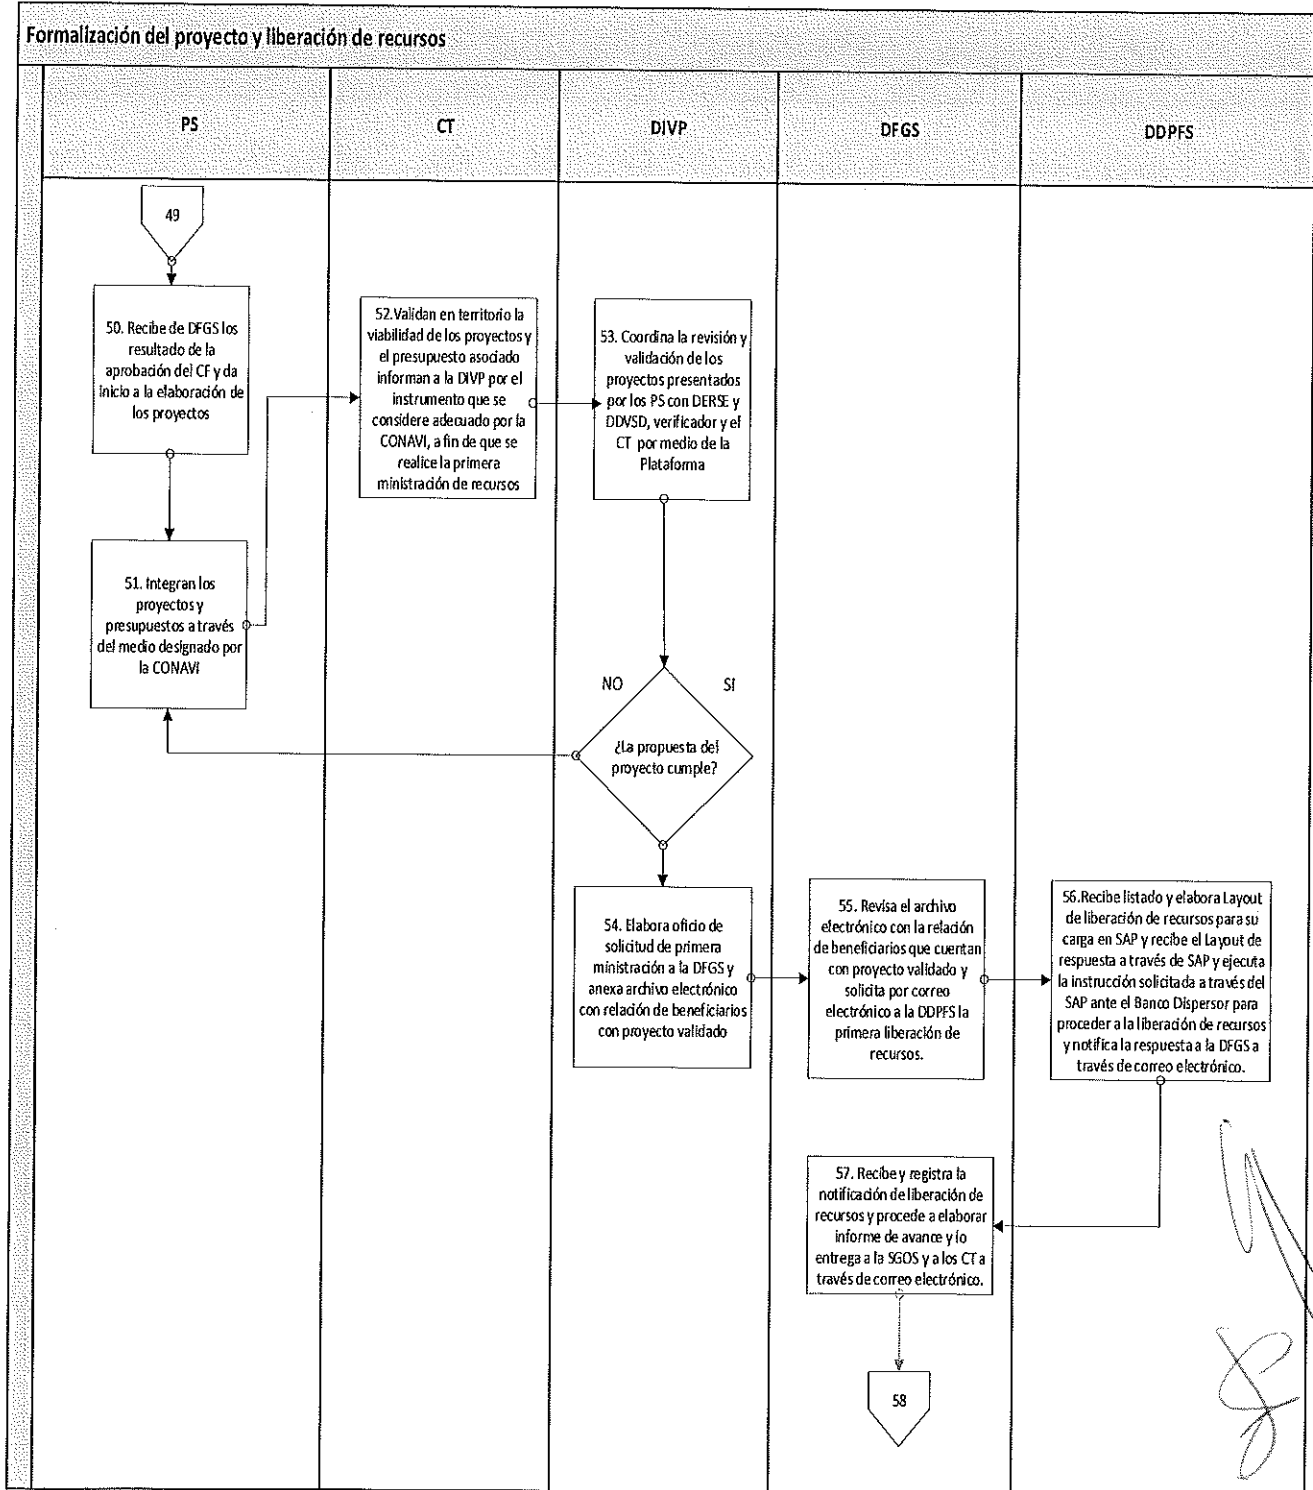 Formalización del proyecto y liberación de recursos
PS
CT
DIVP
DFGS
DDPFS
49
50. Recibe de DFGS los
resultado de la
aprobación del CF y da
inicio a la elaboración de
los proyectos
51. Integran los
proyectos y
presupuestos a través
del medio designado por
la CONAVI
52.Validan en territorio la
viabilidad de los proyectos y
el presupuesto asociado
informan a la DIVP por el
instrumento que se
considere adecuado por la
CONAVI, a fin de que se
realice la primera
ministración de recursos
53. Coordina la revisión y
validación de los
proyectos presentados
por los PS con DERSE y
DDVSD, verificador y el
CT por medio de la
Plataforma
NO
SI
¿La propuesta del
proyecto cumple?
54. Elabora oficio de
solicitud de primera
ministración a la DFGS y
anexa archivo electrónico
con relación de beneficiarios
con proyecto validado
55. Revisa el archivo
electrónico con la relación
de beneficiarios que cuentan
con proyecto validado y
solicita por correo
electrónico a la DDPFS la
primera liberación de
recursos.
56.Recibe listado y elabora Layout
de liberación de recursos para su
carga en SAP y recibe el Layout de
respuesta a través de SAP y ejecuta
la instrucción solicitada a través del
SAP ante el Banco Dispersor para
proceder a la liberación de recursos
y notifica la respuesta a la DFGS a
través de correo electrónico.
57. Recibe y registra la
notificación de liberación de
recursos y procede a elaborar
informe de avance y lo
entrega a la SGOS y a los CT a
través de correo electrónico.
58